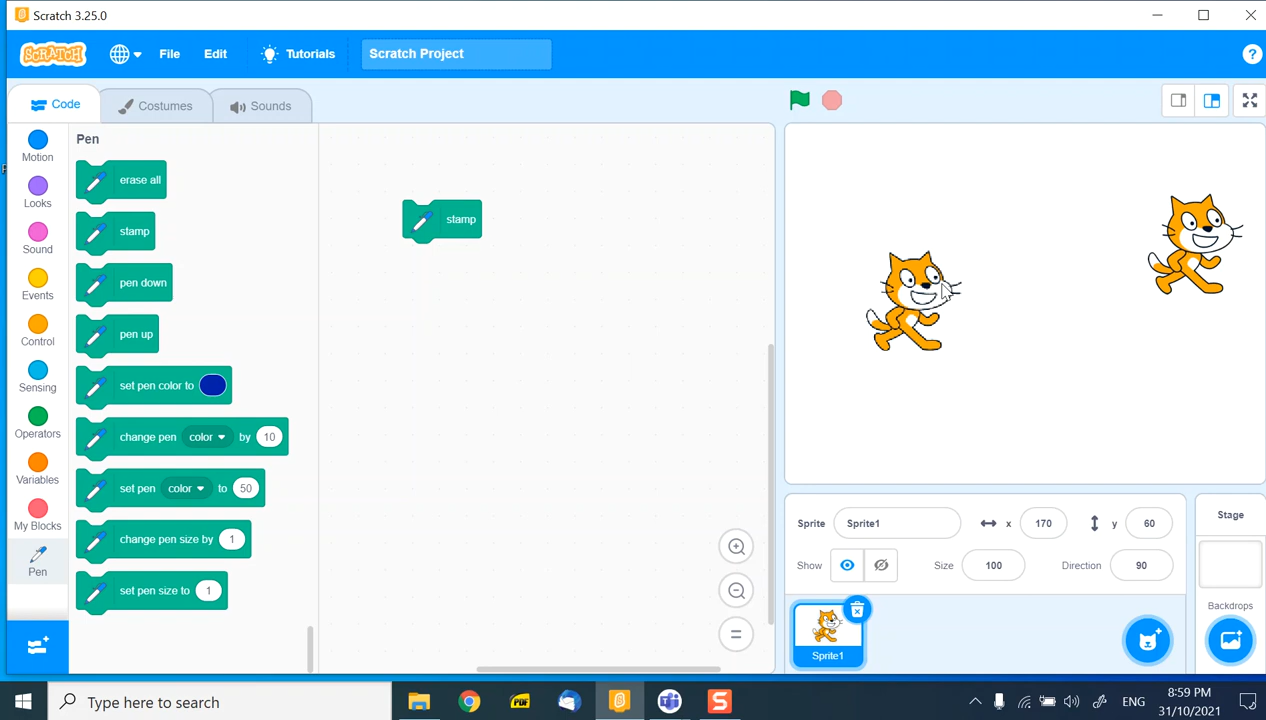 Scratch 3.25.0
SCRATCH
File
Edit
Tutorials
Scratch Project
?
Code
Costumes
Sounds
Motion
Looks
Sound
Events
Control
Sensing
Operators
Variables
My Blocks
Pen
Pen
erase all
stamp
pen down
pen up
set pen color to
change pen color by 10
set pen color to 50
change pen size by 1
set pen size to 1
stamp
Sprite Sprite1 x 170 y 60
Show Size 100 Direction 90
Sprite1
Stage
Backdrops
Type here to search
PDF
S
ENG
8:59 PM
31/10/2021